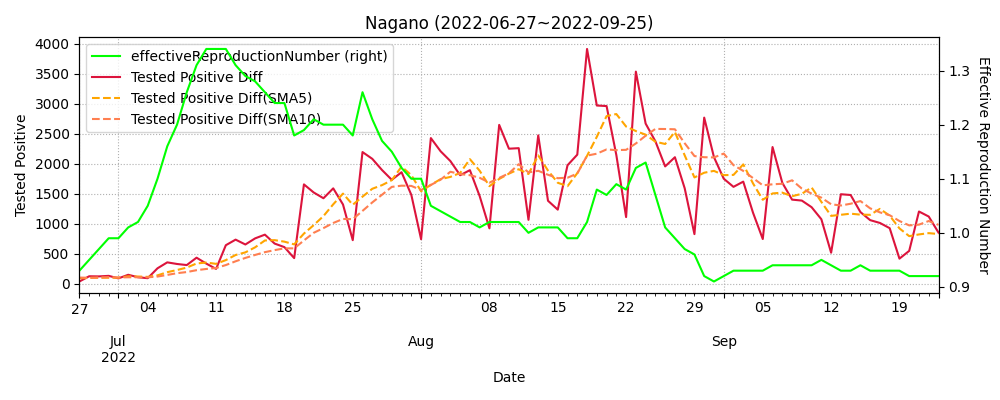 Nagano (2022-06-27~2022-09-25)
effectiveReproductionNumber (right)
Tested Positive Diff
Tested Positive Diff(SMA5)
Tested Positive Diff(SMA10)
Tested Positive
4000
3500
3000
2500
2000
1500
1000
500
0
1.3
1.2
1.1
1.0
0.9
Effective Reproduction Number
27 04 11 18 25 08 15 22 29 05 12 19
Jul Aug Sep
2022
Date